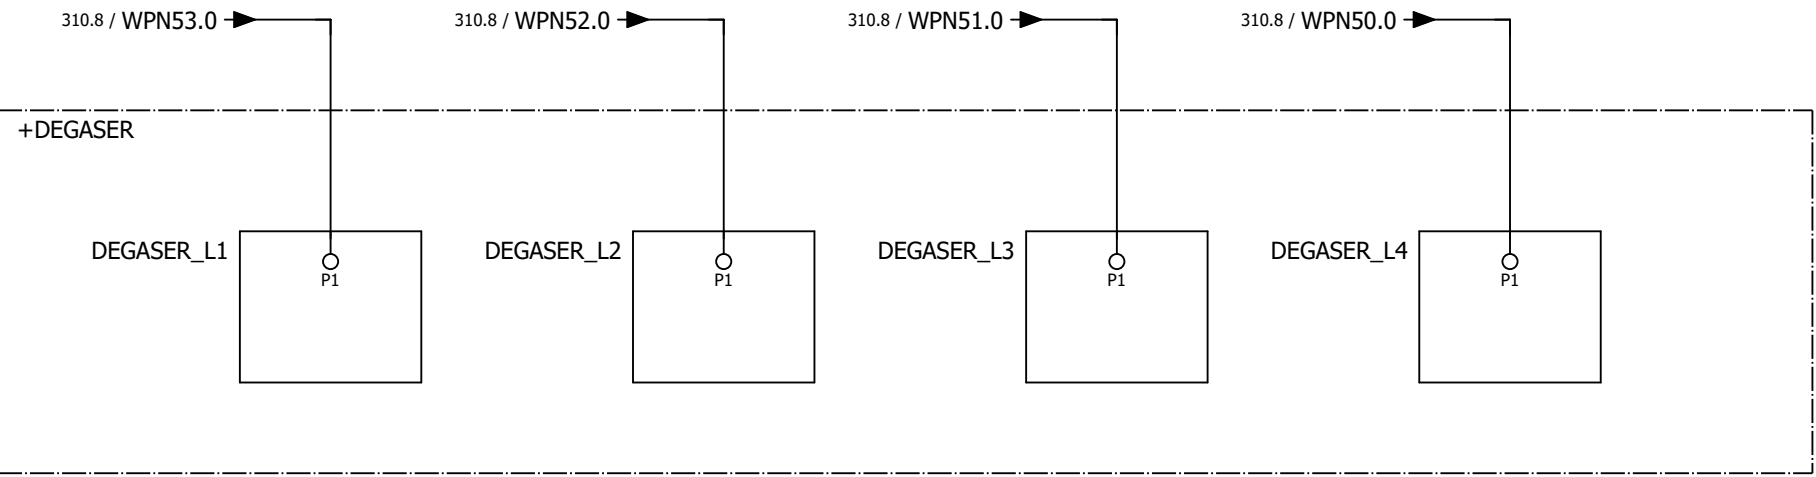 310.8 / WPN53.0
310.8 / WPN52.0
310.8 / WPN51.0
310.8 / WPN50.0
+DEGASER
DEGASER_L1
DEGASER_L2
DEGASER_L3
DEGASER_L4
P1
P1
P1
P1